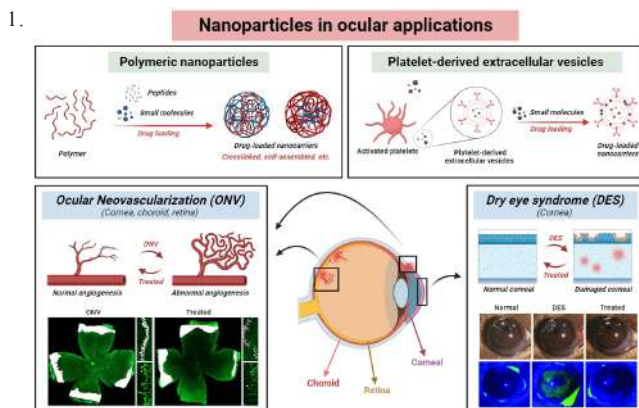 1.
Nanoparticles in ocular applications
Polymeric nanoparticles
Peptides
Small molecules
Drug loading
Polymer
Drug-loaded nanocarriers
Crosslinked, self-assembled, etc.
Platelet-derived extracellular vesicles
Small molecules
Drug loading
Activated platelets
Platelet-derived
extracellular vesicles
Drug-loaded
nanocarriers
Ocular Neovascularization (ONV)
(Cornea, choroid, retina)
ONV
Treated
Normal angiogenesis
Abnormal angiogenesis
ONV
Treated
Choroid
Retina
Corneal
Dry eye syndrome (DES)
(Cornea)
DES
Treated
Normal corneal
Damaged corneal
Normal
DES
Treated